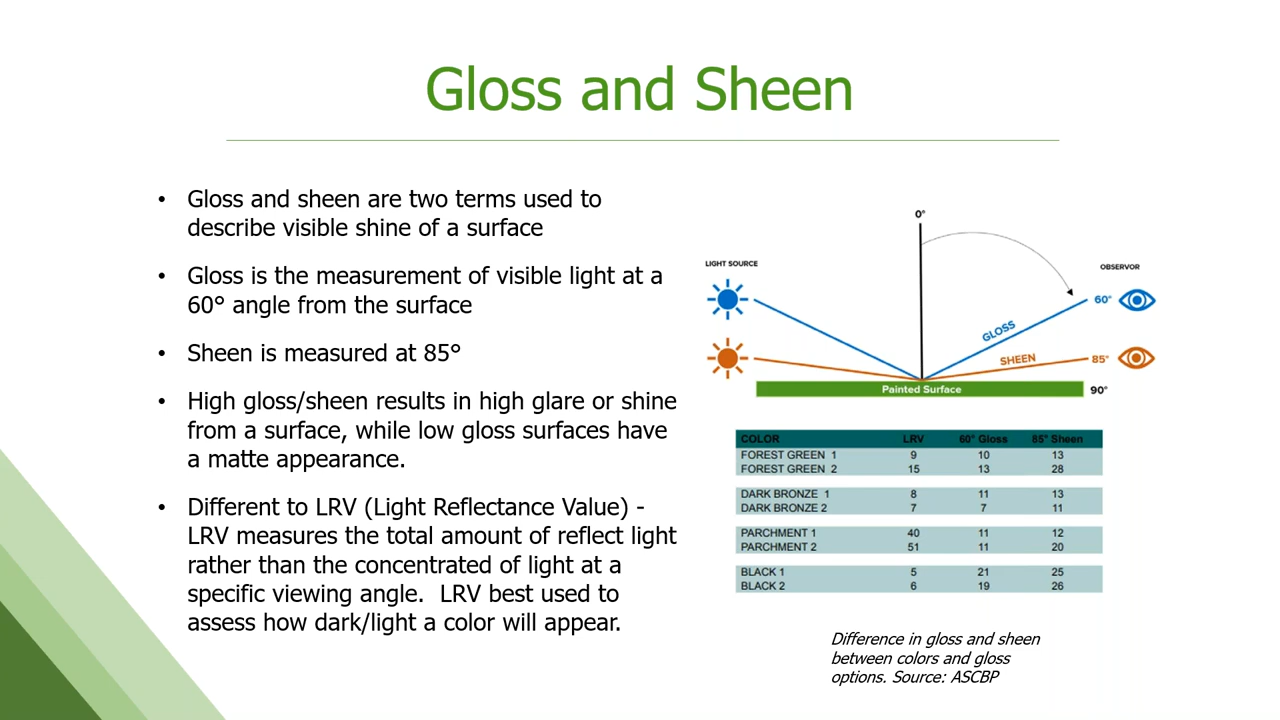 Gloss and Sheen
• Gloss and sheen are two terms used to
describe visible shine of a surface
• Gloss is the measurement of visible light at a
60° angle from the surface
• Sheen is measured at 85°
• High gloss/sheen results in high glare or shine
from a surface, while low gloss surfaces have
a matte appearance.
• Different to LRV (Light Reflectance Value) -
LRV measures the total amount of reflect light
rather than the concentrated of light at a
specific viewing angle.  LRV best used to
assess how dark/light a color will appear.
0°
LIGHT SOURCE
OBSERVOR
60°
GLOSS
SHEEN
85°
Painted Surface
90°
COLOR LRV 60° Gloss 85° Sheen
FOREST GREEN 1 9 10 13
FOREST GREEN 2 15 13 28
DARK BRONZE 1 8 11 13
DARK BRONZE 2 7 7 11
PARCHMENT 1 40 11 12
PARCHMENT 2 51 11 20
BLACK 1 5 21 25
BLACK 2 6 19 26
Difference in gloss and sheen
between colors and gloss
options. Source: ASCBP